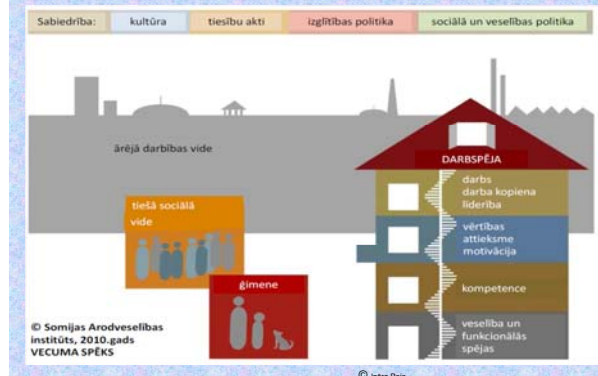 Sabiedrība: kultūra tiesību akti izglītības politika sociālā un veselības politika
ārējā darbības vide
DARBSPĒJA
darbs
darba kopiena
līderība
tiešā sociālā
vide
vērtības
attieksme
motivācija
ģimene
kompetence
veselība un
funkcionālās
spējas
© Somijas Arodveselības
institūts, 2010.gads
VECUMA SPĒKS
©